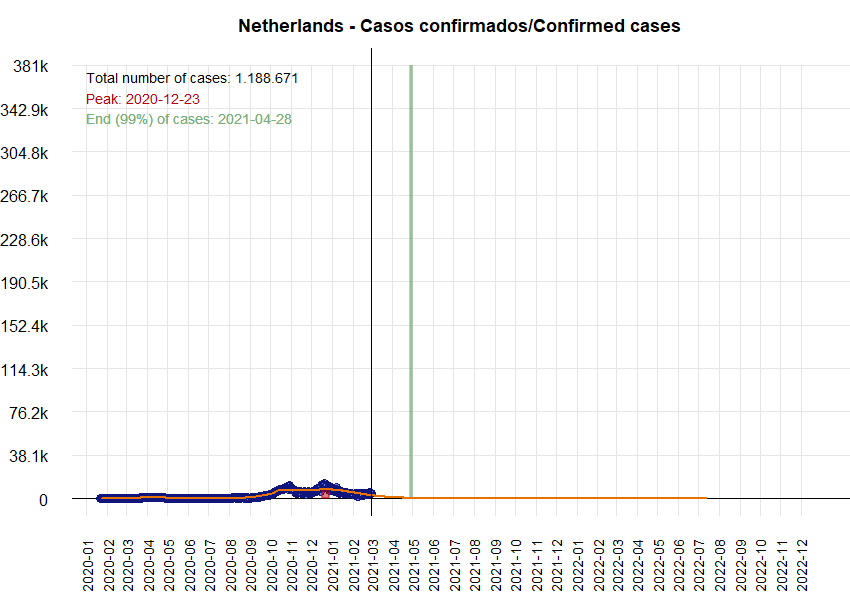 Netherlands - Casos confirmados/Confirmed cases
381k
Total number of cases: 1.188.671
Peak: 2020-12-23
342.9k
End (99%) of cases: 2021-04-28
304.8k
266.7k
228.6k
190.5k
152.4k
114.3k
76.2k
38.1k
0
2020-01
2020-02
2020-03
2020-04
2020-05
2020-06
2020-07
2020-08
2020-09
2020-10
2020-11
2020-12
2021-01
2021-02
2021-03
2021-04
2021-05
2021-06
2021-07
2021-08
2021-09
2021-10
2021-11
2021-12
2022-01
2022-02
2022-03
2022-04
2022-05
2022-06
2022-07
2022-08
2022-09
2022-10
2022-11
2022-12